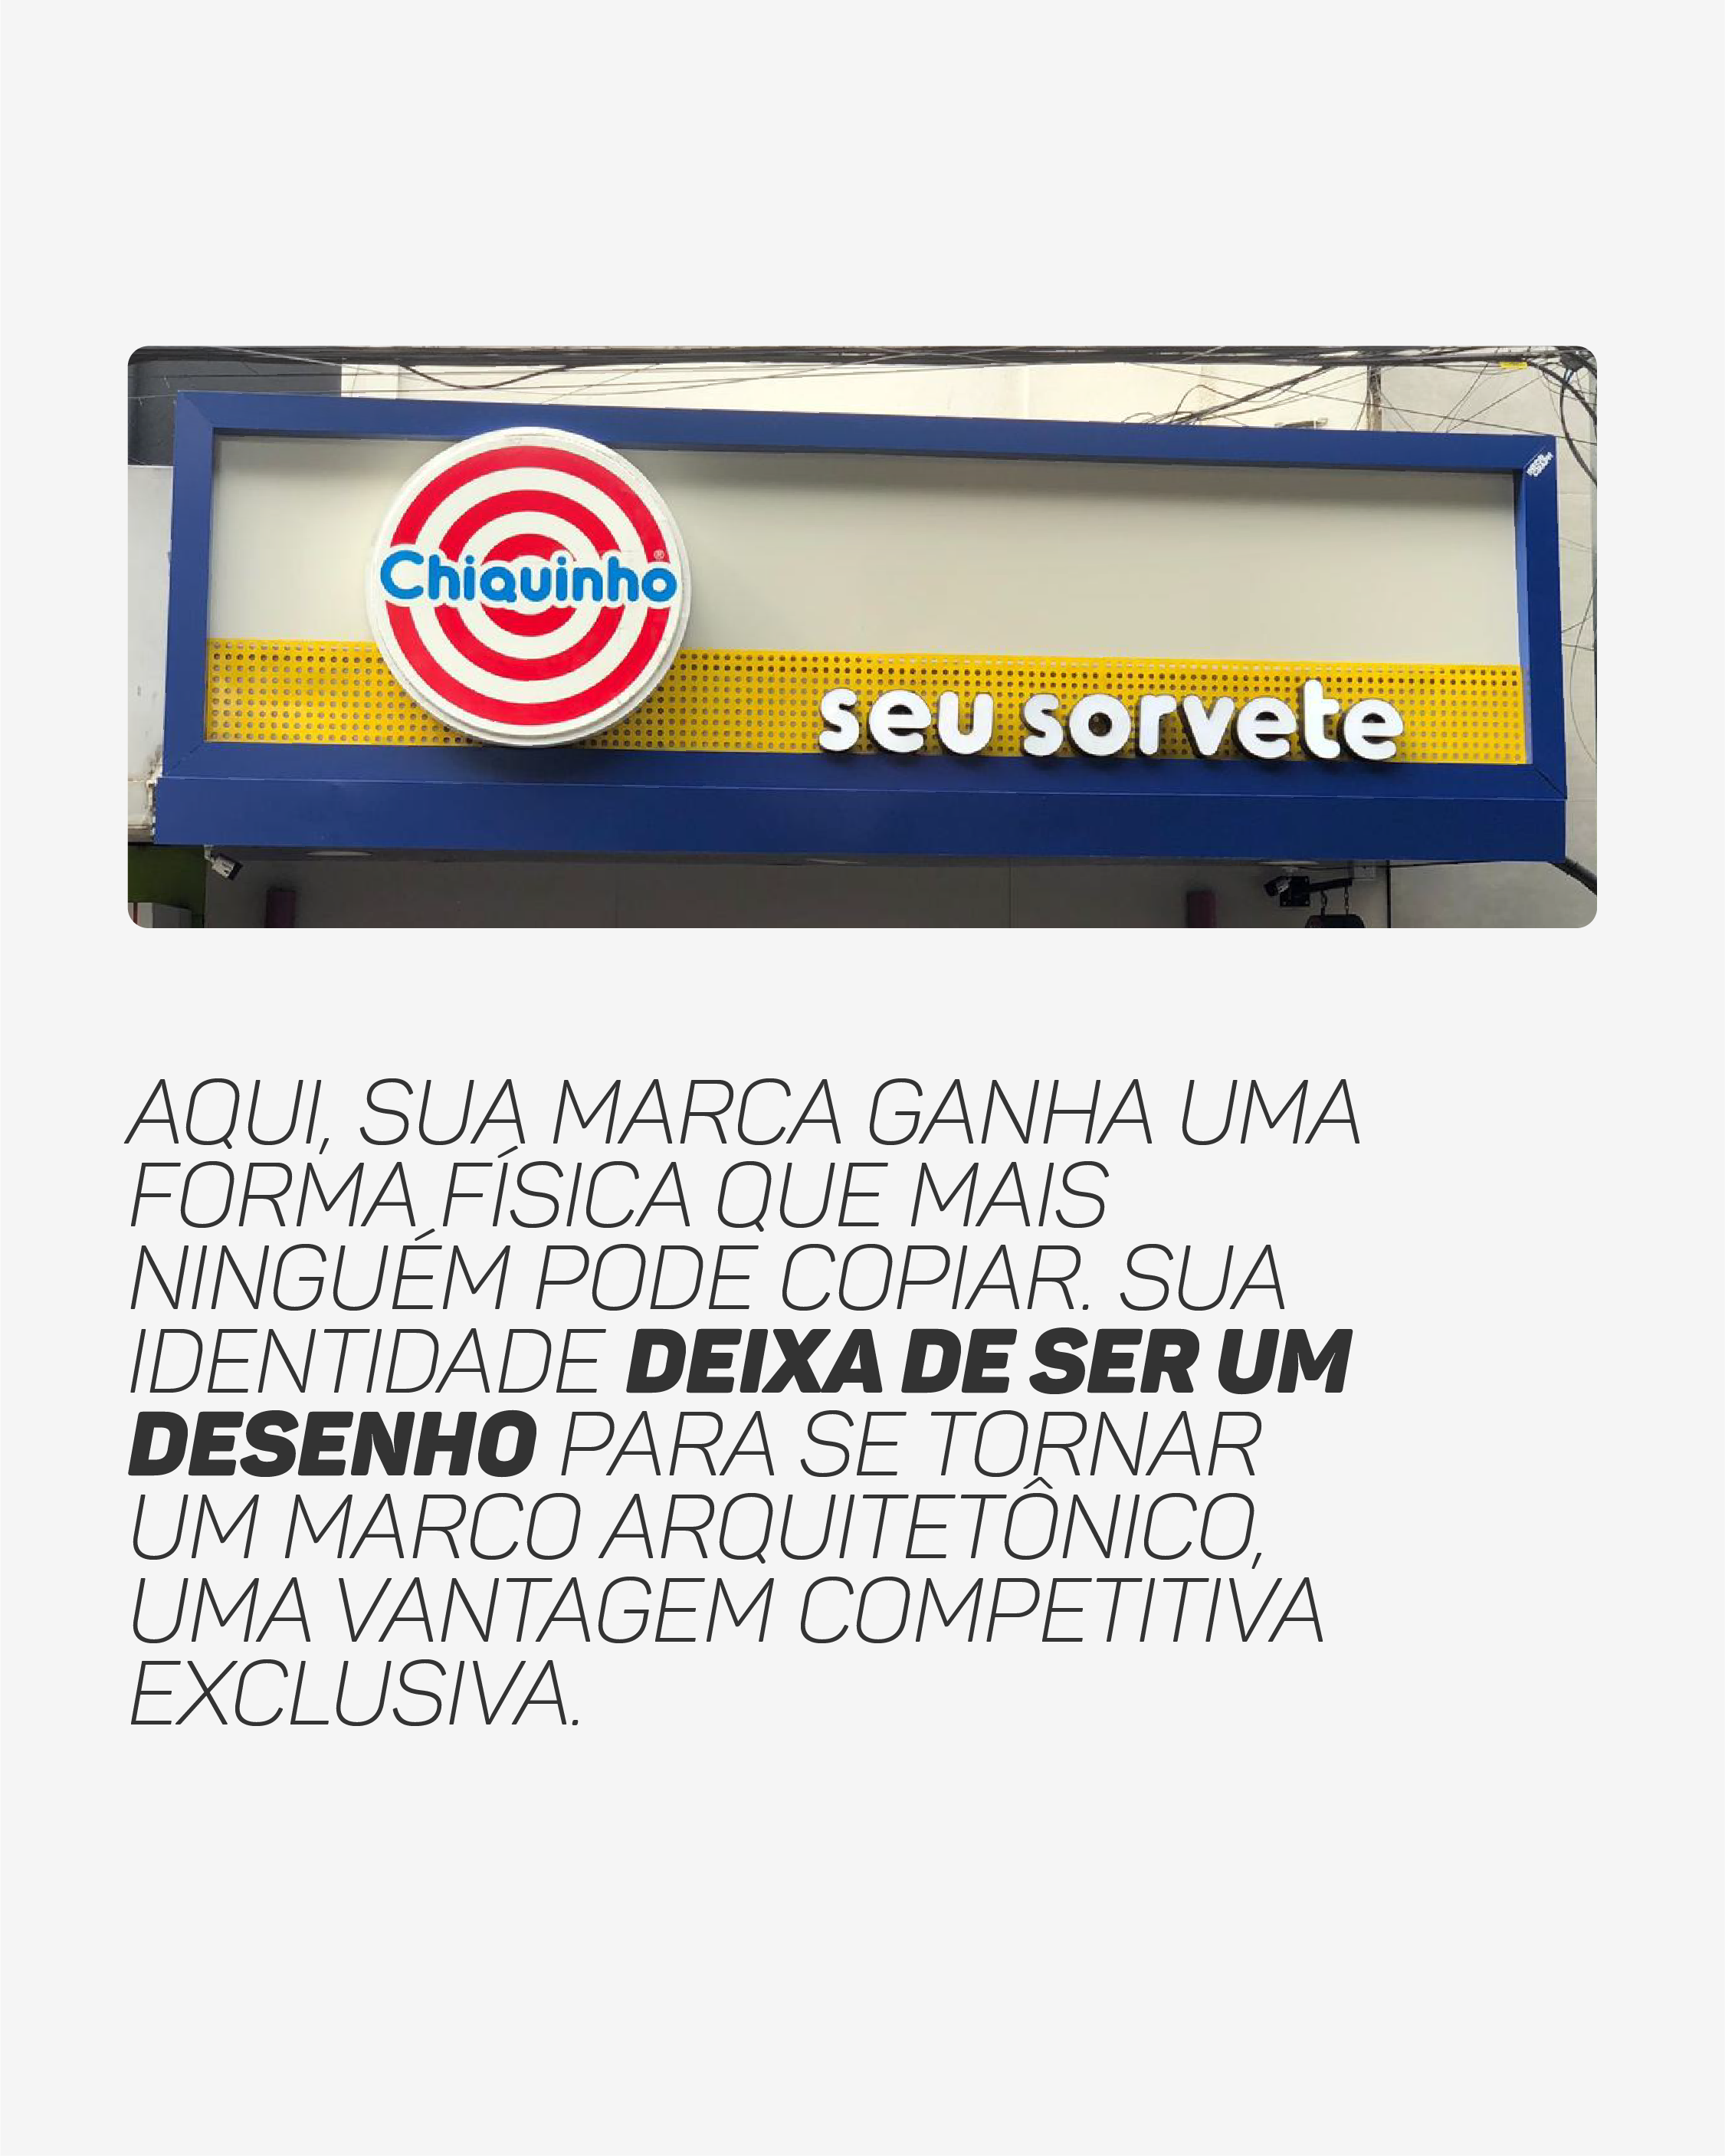 Chiquinho®
seu sorvete
AQUI, SUA MARCA GANHA UMA
FORMA FÍSICA QUE MAIS
NINGUÉM PODE COPIAR. SUA
IDENTIDADE DEIXA DE SER UM
DESENHO PARA SE TORNAR
UM MARCO ARQUITETÔNICO,
UMA VANTAGEM COMPETITIVA
EXCLUSIVA.